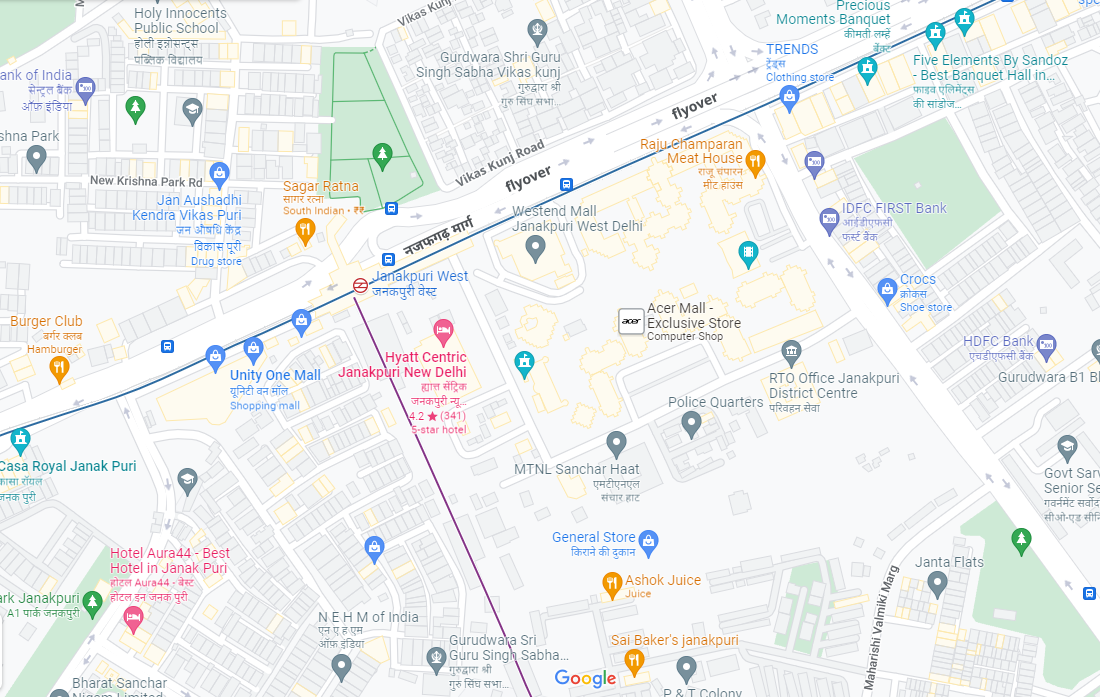 Holy Innocents
Public School
होली इन्नोसन्ट्स
पब्लिक विद्यालय
Vikas Kunj
Gurdwara Shri Guru
Singh Sabha Vikas kunj
गुरुद्वारा श्री
गुरु सिंघ सभा...
Precious
Moments Banquet
कीमती लम्हें
बैंक्ट
TRENDS
ट्रेंड्स
Clothing store
Five Elements By Sandoz
- Best Banquet Hall in...
फाइव एलिमेंट्स
की सांडोज...
ank of India
सेन्ट्रल बैंक
ऑफ़ इंडिया
shna Park
flyover
Vikas Kunj Road
flyover
Raju Champaran
Meat House
राजू चंपारन
मीट हाउस
New Krishna Park Rd
Jan Aushadhi
Kendra Vikas Puri
जन औषधि केंद्र
विकास पूरी
Drug store
Sagar Ratna
सागर रत्ना
South Indian • ₹₹
नजफगढ़ मार्ग
Westend Mall
Janakpuri West Delhi
IDFC FIRST Bank
आईडीएफसी
फर्स्ट बैंक
Janakpuri West
जनकपुरी वेस्ट
Crocs
क्रोकस
Shoe store
Burger Club
बर्गर क्लब
Hamburger
acer
Acer Mall -
Exclusive Store
Computer Shop
HDFC Bank
एचडीएफसी बैंक
Hyatt Centric
Janakpuri New Delhi
ह्यात्त सेंट्रिक
जनकपुरी न्यू...
4.2 ★ (341)
5-star hotel
Unity One Mall
यूनिटी वन मॉल
Shopping mall
RTO Office Janakpuri
District Centre
परिवहन सेवा
Gurudwara B1 Bl
Police Quarters
Casa Royal Janak Puri
कासा रॉयल
जनक पुरी
MTNL Sanchar Haat
एमटीएनएल
संचार हाट
Govt Sarv
Senior Se
गवर्नमेंट सर्वोद
सीओ-एड सीनि
General Store
किराने की दुकान
Hotel Aura44 - Best
Hotel in Janak Puri
होटल Aura44 - बेस्ट
होटल इन जनक पुरी
Ashok Juice
Juice
Janta Flats
Maharishi Valmiki Marg
ark Janakpuri
A1 पार्क जनकपुरी
N E H M of India
एन ए ह एम
ऑफ़ इंडिया
Gurudwara Sri
Guru Singh Sabha...
गुरुद्वारा श्री
गुरु सिंघ सभा...
Sai Baker's janakpuri
Google
P & T Colony
Bharat Sanchar
Nigam Limited